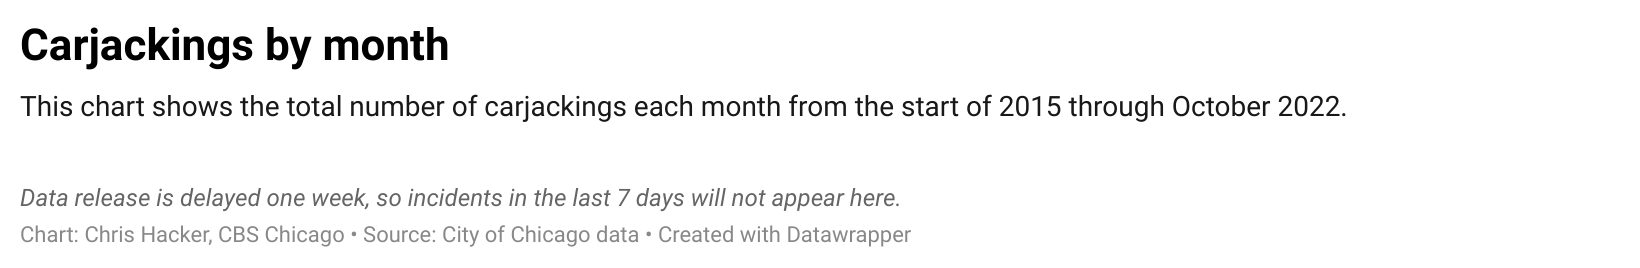 Carjackings by month
This chart shows the total number of carjackings each month from the start of 2015 through October 2022.
Data release is delayed one week, so incidents in the last 7 days will not appear here.
Chart: Chris Hacker, CBS Chicago • Source: City of Chicago data • Created with Datawrapper